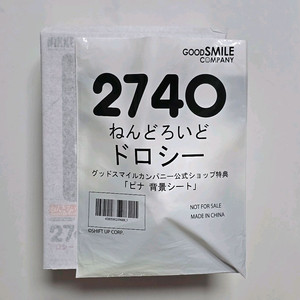 GOODSMILE
COMPANY
2740
ねんどろいど
ドロシー
グッドスマイルカンパニー公式ショップ特典
「ピナ 背景シート」
NOT FOR SALE
MADE IN CHINA
©SHIFT UP CORP.
274